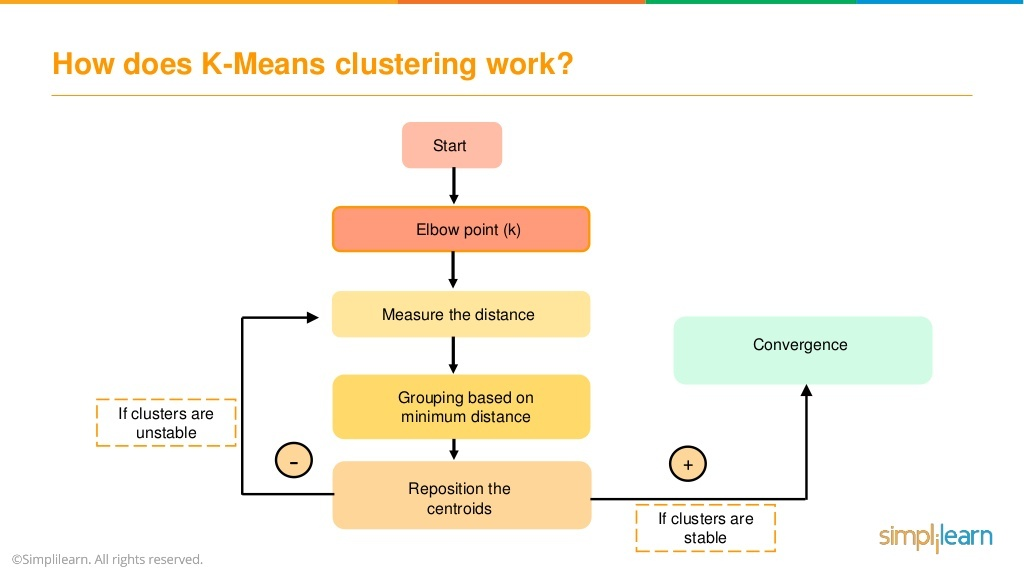 How does K-Means clustering work?
Start
Elbow point (k)
Measure the distance
Convergence
Grouping based on
minimum distance
If clusters are
unstable
-
+
Reposition the
centroids
If clusters are
stable
simplilearn
©Simplilearn. All rights reserved.